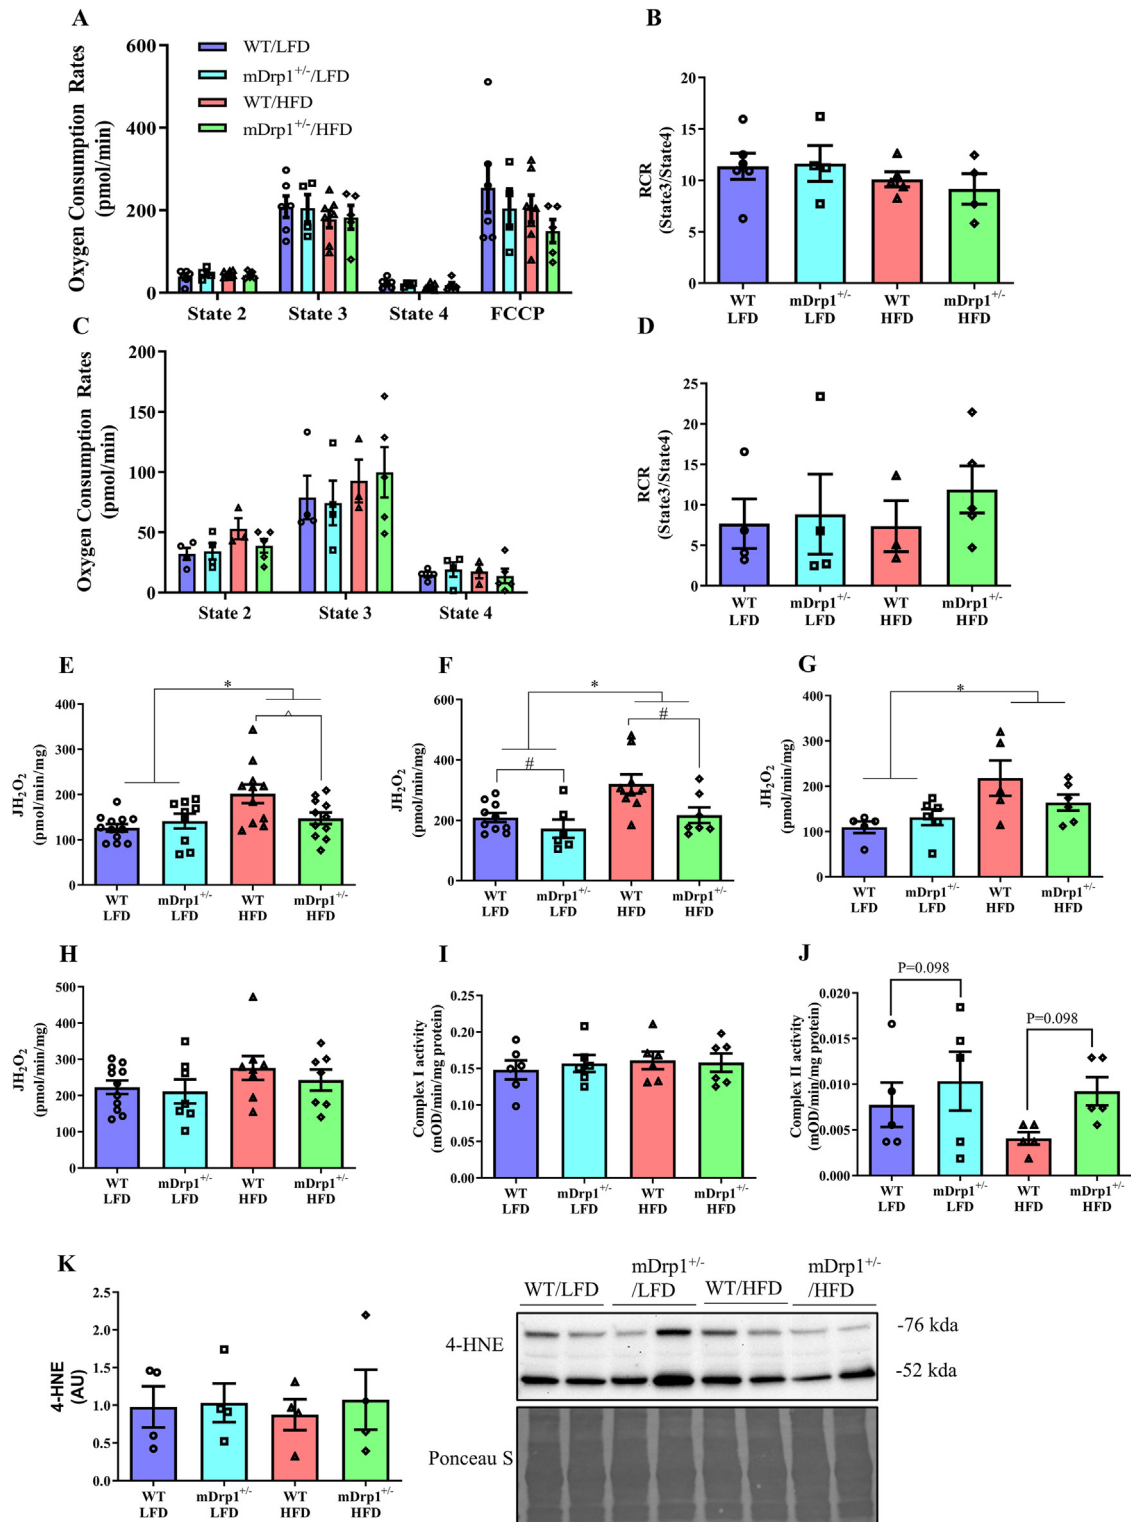 A
Oxygen Consumption Rates
(pmol/min)
600
400
200
0
WT/LFD
mDrp1+/-/LFD
WT/HFD
mDrp1+/-/HFD
State 2
State 3
State 4
FCCP
B
RCR
(State3/State4)
20
15
10
5
0
WT
LFD
mDrp1+/-
LFD
WT
HFD
mDrp1+/-
HFD
C
Oxygen Consumption Rates
(pmol/min)
200
150
100
50
0
State 2
State 3
State 4
D
RCR
(State3/State4)
25
20
15
10
5
0
WT
LFD
mDrp1+/-
LFD
WT
HFD
mDrp1+/-
HFD
E
JH2O2
(pmol/min/mg)
400
300
200
100
0
*
^
WT
LFD
mDrp1+/-
LFD
WT
HFD
mDrp1+/-
HFD
F
JH2O2
(pmol/min/mg)
600
400
200
0
*
#
#
WT
LFD
mDrp1+/-
LFD
WT
HFD
mDrp1+/-
HFD
G
JH2O2
(pmol/min/mg)
400
300
200
100
0
*
WT
LFD
mDrp1+/-
LFD
WT
HFD
mDrp1+/-
HFD
H
JH2O2
(pmol/min/mg)
500
400
300
200
100
0
WT
LFD
mDrp1+/-
LFD
WT
HFD
mDrp1+/-
HFD
I
Complex I activity
(mOD/min/mg protein)
0.25
0.20
0.15
0.10
0.05
0.00
WT
LFD
mDrp1+/-
LFD
WT
HFD
mDrp1+/-
HFD
J
Complex II activity
(mOD/min/mg protein)
0.020
0.015
0.010
0.005
0.000
P=0.098
P=0.098
WT
LFD
mDrp1+/-
LFD
WT
HFD
mDrp1+/-
HFD
K
4-HNE
(AU)
2.5
2.0
1.5
1.0
0.5
0.0
WT
LFD
mDrp1+/-
LFD
WT
HFD
mDrp1+/-
HFD
WT/LFD
mDrp1+/-
/LFD
WT/HFD
mDrp1+/-
/HFD
4-HNE
-76 kda
-52 kda
Ponceau S